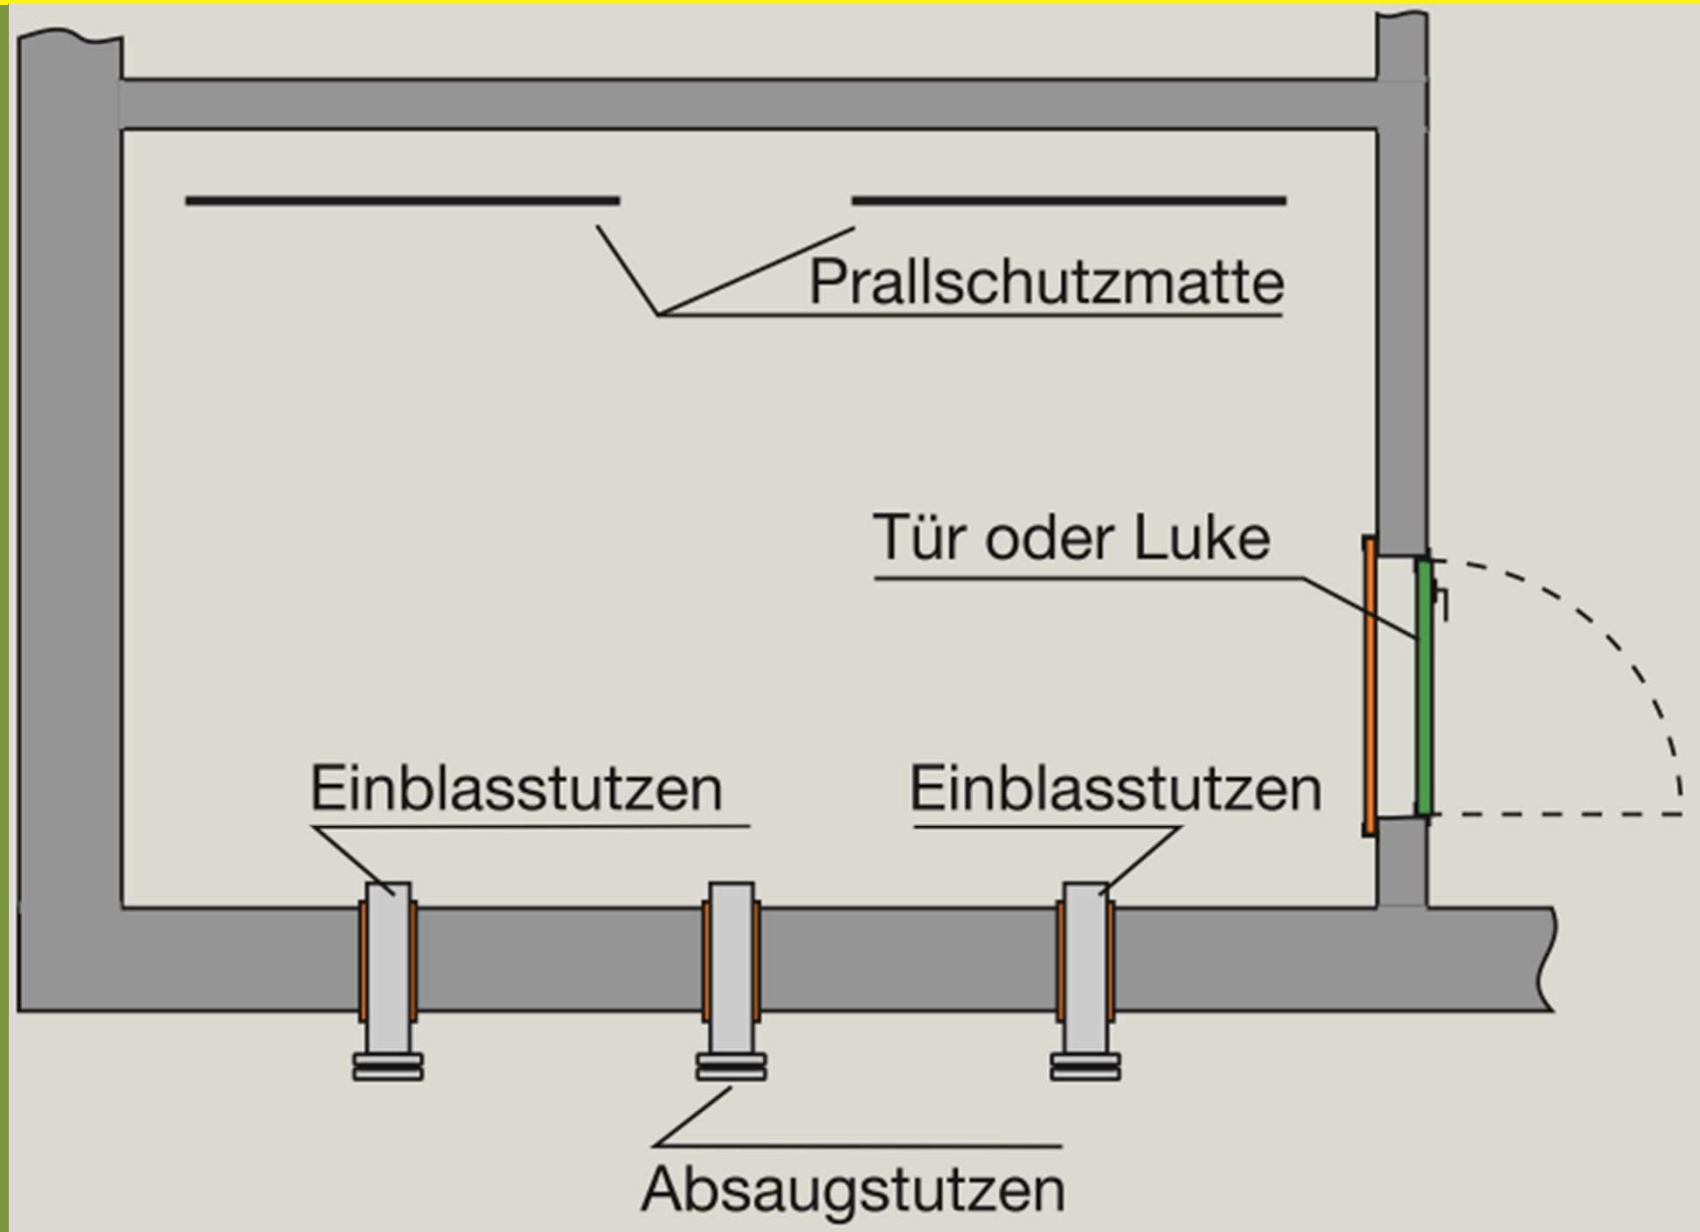 Prallschutzmatte
Tür oder Luke
Einblasstutzen
Einblasstutzen
Absaugstutzen